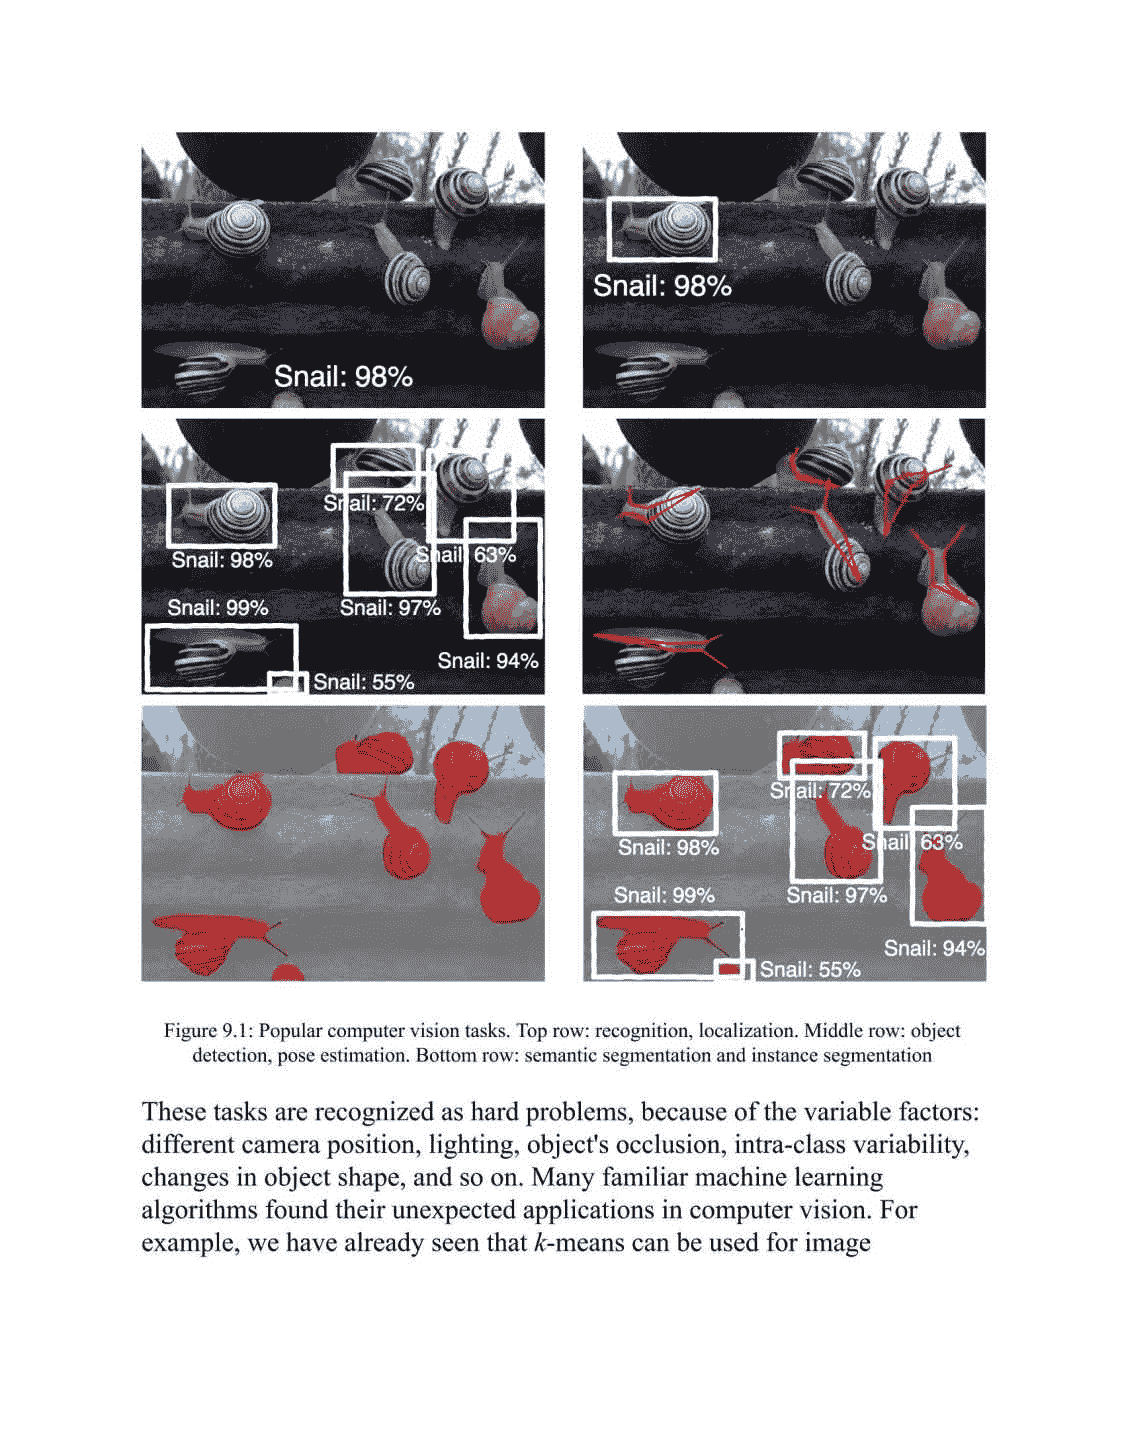 Snail: 98%
Snail: 98%
Snail: 72%
Snail: 98%
Snail: 63%
Snail: 99%
Snail: 97%
Snail: 94%
Snail: 55%
Snail: 72%
Snail: 98%
Snail: 63%
Snail: 99%
Snail: 97%
Snail: 94%
Snail: 55%
Figure 9.1: Popular computer vision tasks. Top row: recognition, localization. Middle row: object
detection, pose estimation. Bottom row: semantic segmentation and instance segmentation
These tasks are recognized as hard problems, because of the variable factors:
different camera position, lighting, object's occlusion, intra-class variability,
changes in object shape, and so on. Many familiar machine learning
algorithms found their unexpected applications in computer vision. For
example, we have already seen that k-means can be used for image